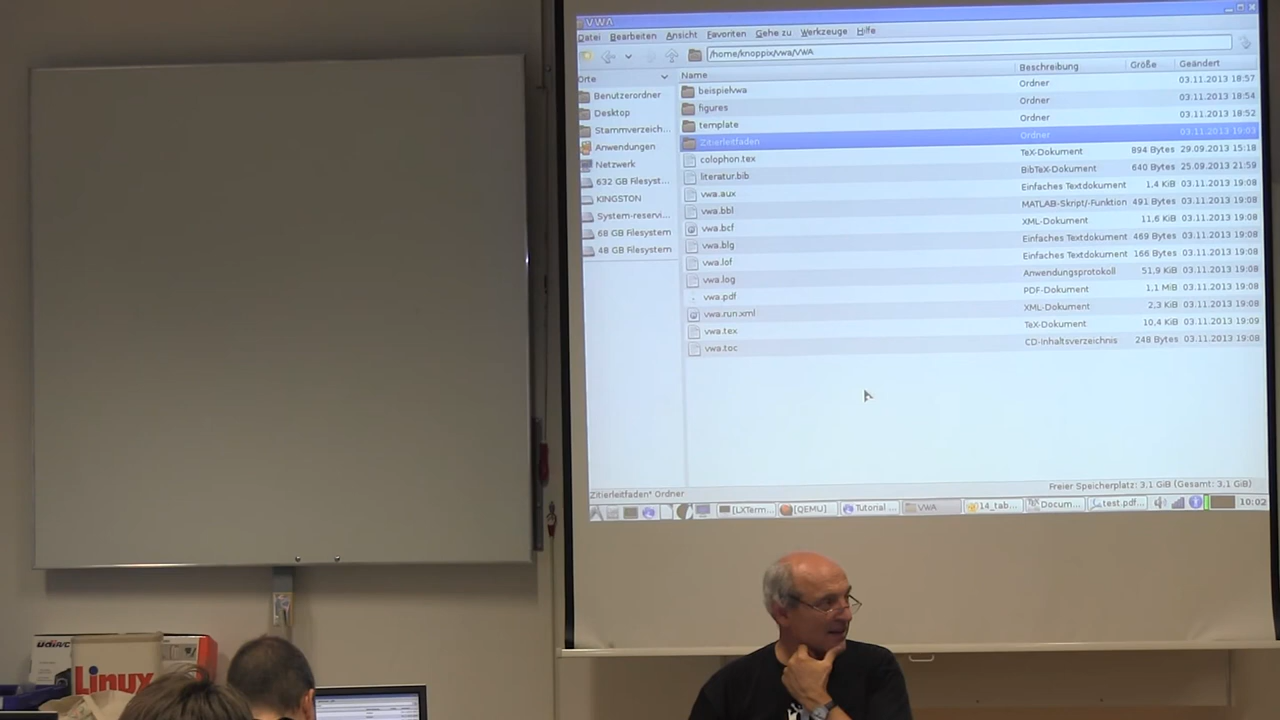 VWA
Datei Bearbeiten Ansicht Favoriten Gehe zu Werkzeuge Hilfe
/home/knoppix/vwa/VWA
Orte
Benutzerordner
Desktop
Stammverzeich...
Anwendungen
Netzwerk
632 GB Filesyst...
KINGSTON
System-reservi...
68 GB Filesystem
48 GB Filesystem
Name Beschreibung Größe Geändert
beispielvwa Ordner 03.11.2013 18:57
figures Ordner 03.11.2013 18:54
template Ordner 03.11.2013 18:52
Zitierleitfaden Ordner 03.11.2013 19:03
colophon.tex TeX-Dokument 894 Bytes 29.09.2013 15:18
literatur.bib BibTeX-Dokument 640 Bytes 25.09.2013 21:59
vwa.aux Einfaches Textdokument 1,4 KiB 03.11.2013 19:08
vwa.bbl MATLAB-Skript/-Funktion 491 Bytes 03.11.2013 19:08
vwa.bcf XML-Dokument 11,6 KiB 03.11.2013 19:08
vwa.blg Einfaches Textdokument 469 Bytes 03.11.2013 19:08
vwa.lof Einfaches Textdokument 166 Bytes 03.11.2013 19:08
vwa.log Anwendungsprotokoll 51,9 KiB 03.11.2013 19:08
vwa.pdf PDF-Dokument 1,1 MiB 03.11.2013 19:08
vwa.run.xml XML-Dokument 2,3 KiB 03.11.2013 19:08
vwa.tex TeX-Dokument 10,4 KiB 03.11.2013 19:09
vwa.toc CD-Inhaltsverzeichnis 248 Bytes 03.11.2013 19:08
Zitierleitfaden" Ordner Freier Speicherplatz: 3,1 GiB (Gesamt: 3,1 GiB)
[LXTerm... [QEMU] Tutorial ... VWA 14_tab... Docum... test.pdf... 10:02
Linux